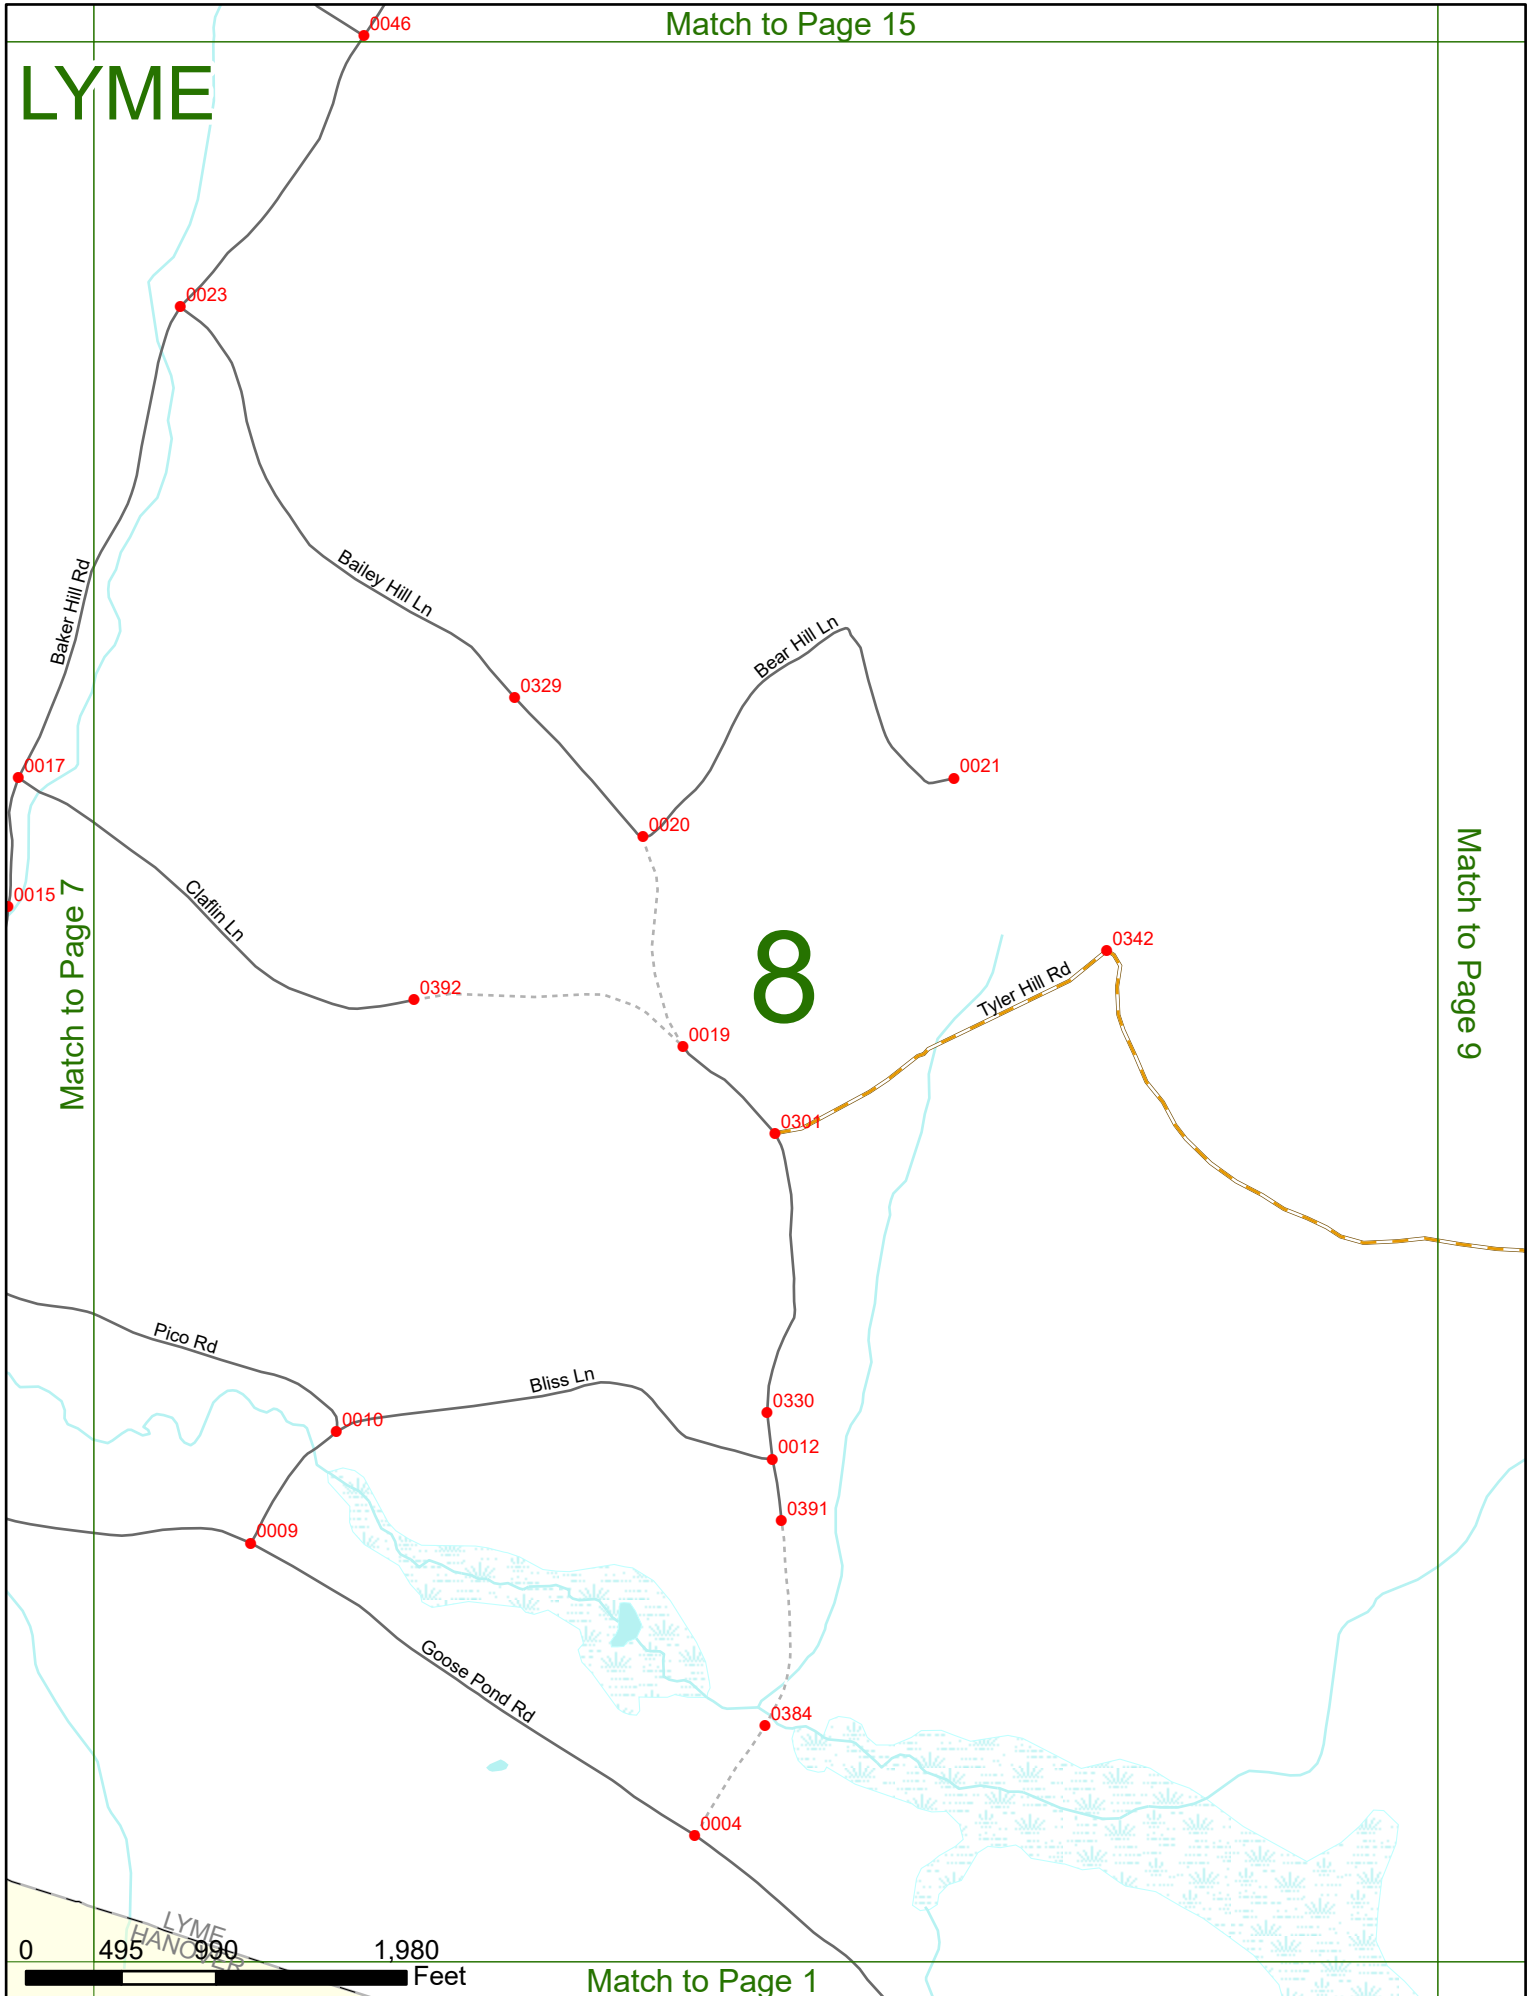 0046
Match to Page 15
LYME
0023
Baker Hill Rd
Bailey Hill Ln
Bear Hill Ln
0329
0017
0021
0020
Match to Page 9
0015
Match to Page 7
Claflin Ln
8
0342
Tyler Hill Rd
0392
0019
0301
Pico Rd
Bliss Ln
0330
0010
0012
0391
0009
Goose Pond Rd
0384
0004
LYME
HANOVER
0 495 990 1,980
Feet
Match to Page 1